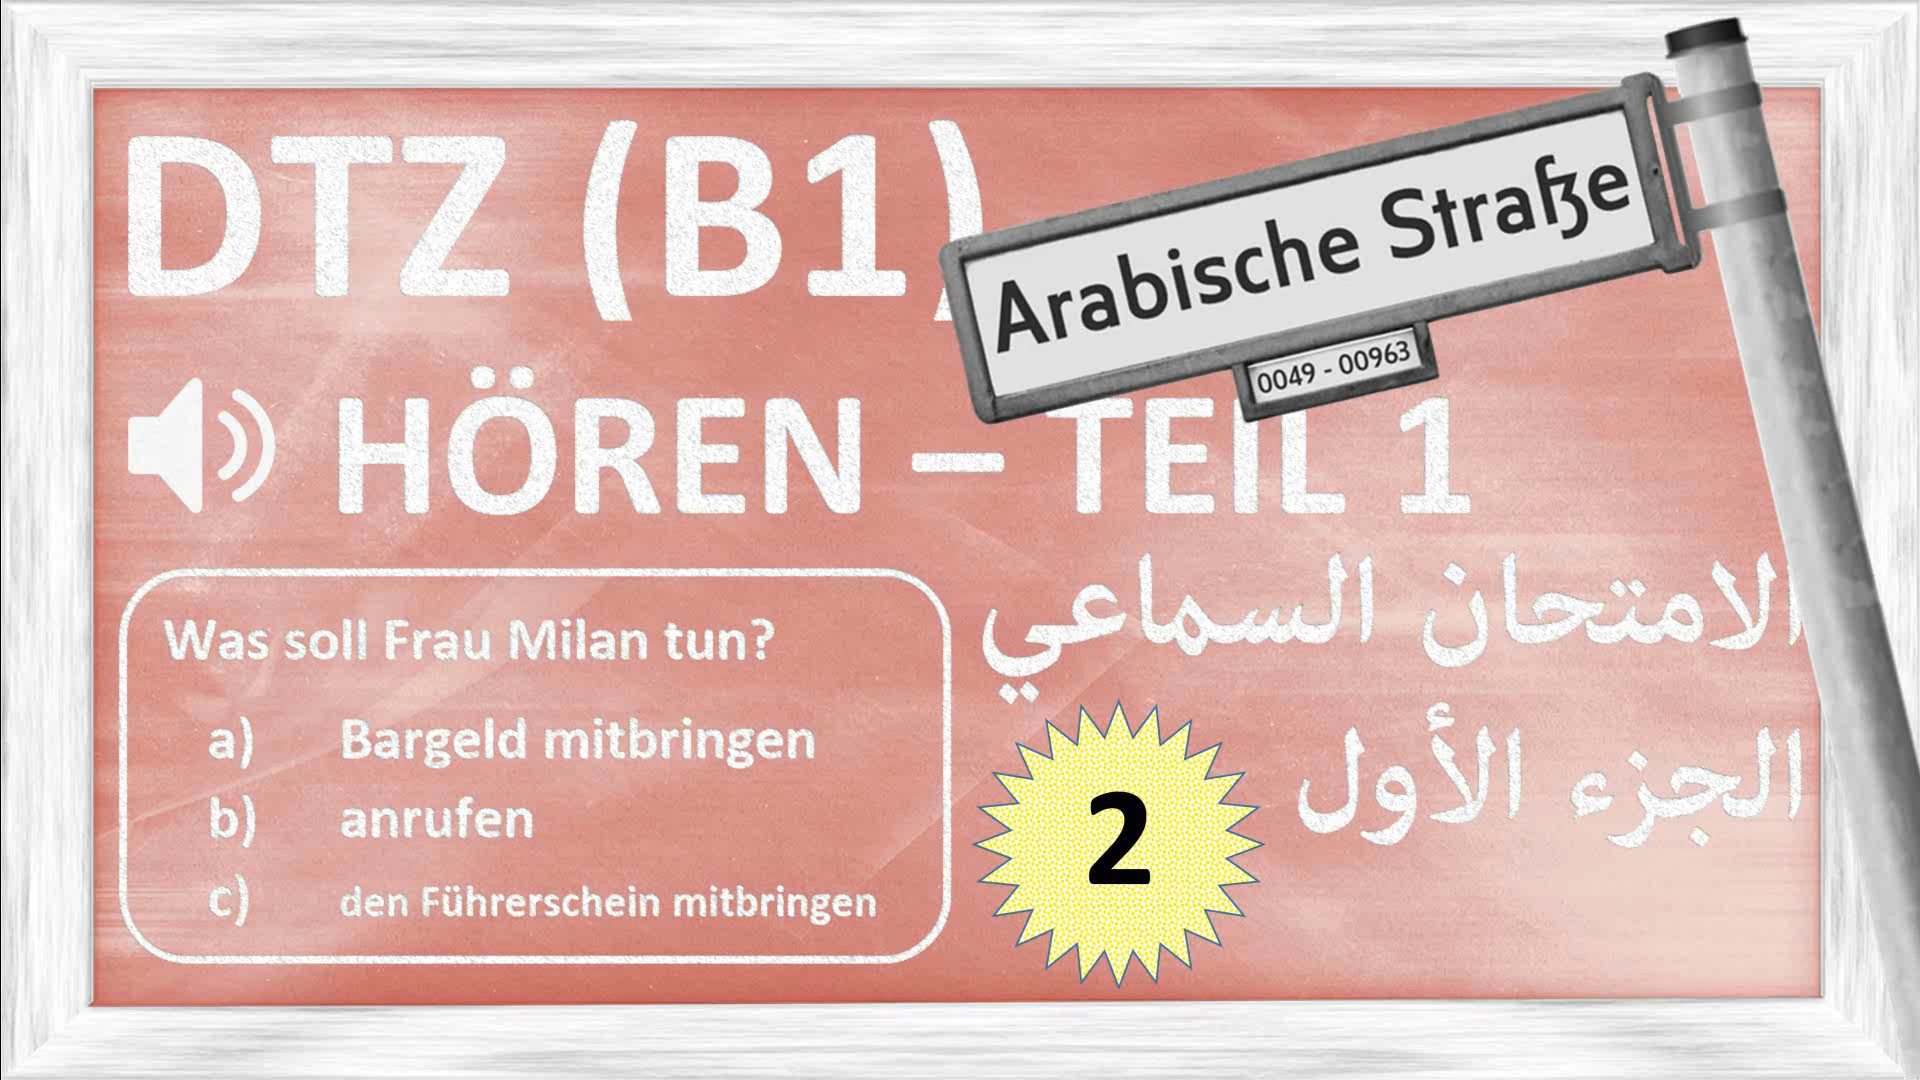 DTZ (B1)
Arabische Straße
0049 - 00963
HÖREN – TEIL 1
الامتحان السماعي
الجزء الأول
2
Was soll Frau Milan tun?
a) Bargeld mitbringen
b) anrufen
c) den Führerschein mitbringen